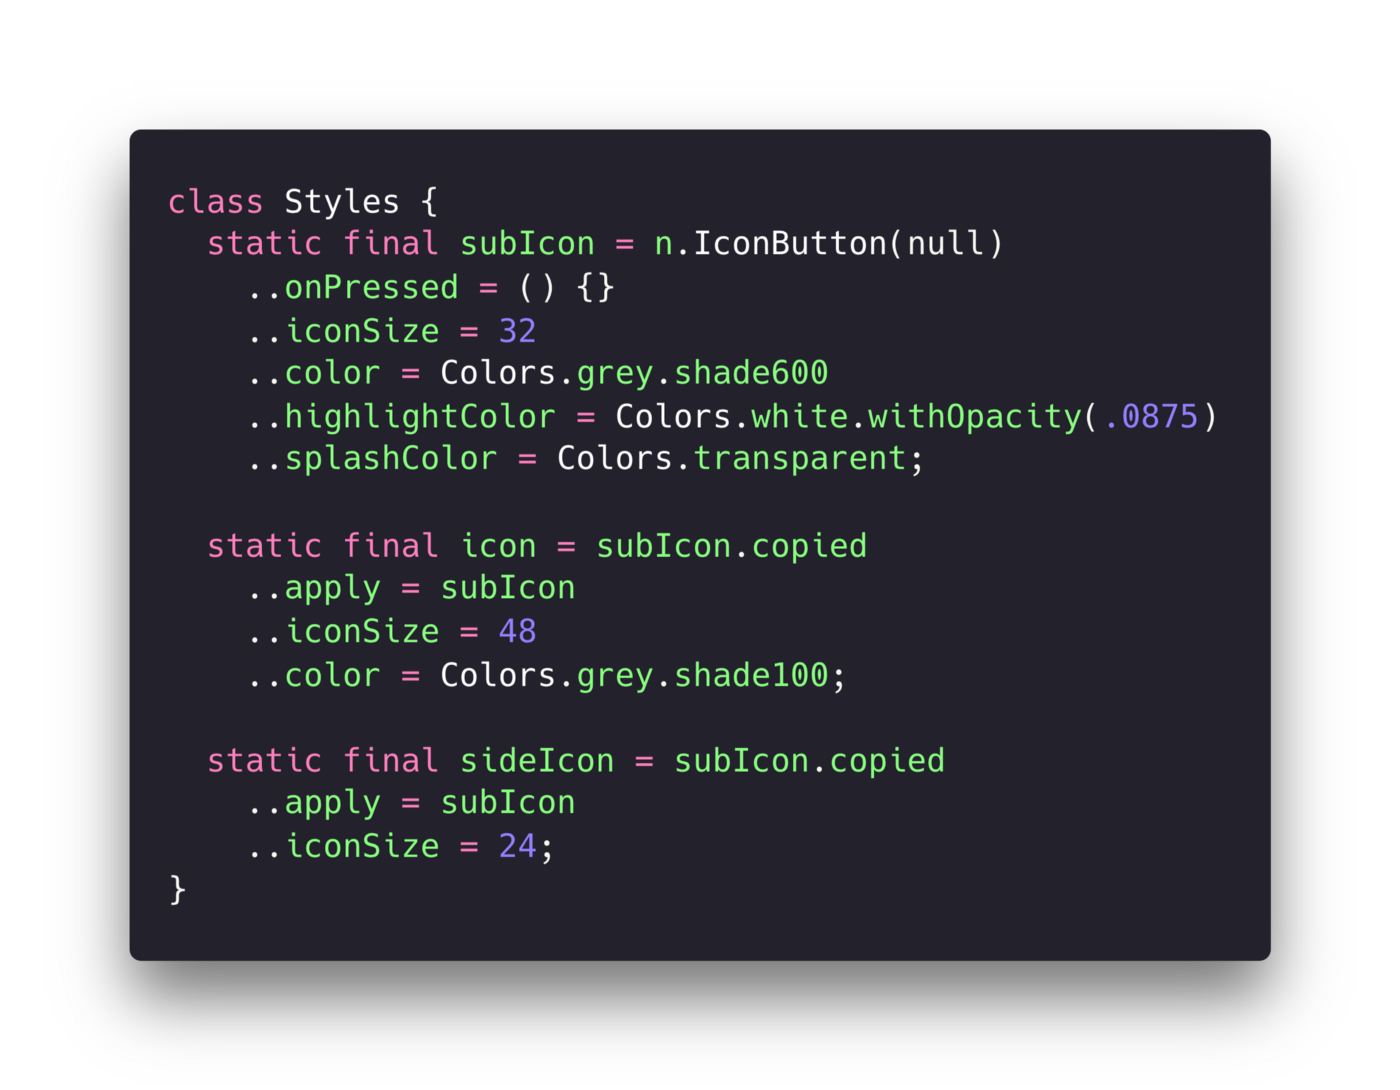 class Styles {
  static final subIcon = n.IconButton(null)
    ..onPressed = () {}
    ..iconSize = 32
    ..color = Colors.grey.shade600
    ..highlightColor = Colors.white.withOpacity(.0875)
    ..splashColor = Colors.transparent;

  static final icon = subIcon.copied
    ..apply = subIcon
    ..iconSize = 48
    ..color = Colors.grey.shade100;

  static final sideIcon = subIcon.copied
    ..apply = subIcon
    ..iconSize = 24;
}